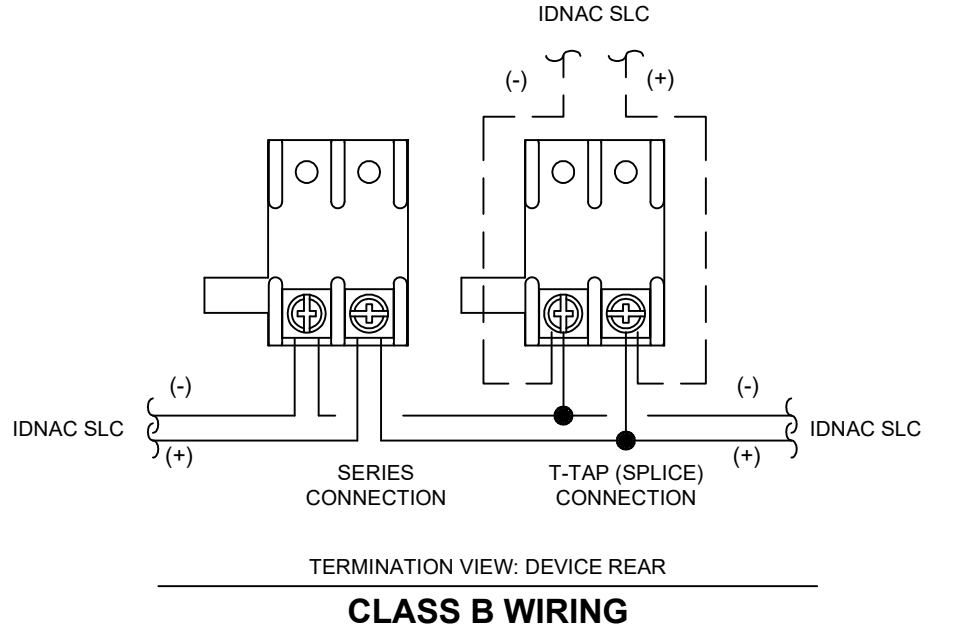 IDNAC SLC
(-)
(+)
(-)
(-)
IDNAC SLC
IDNAC SLC
(+)
(+)
SERIES
CONNECTION
T-TAP (SPLICE)
CONNECTION
TERMINATION VIEW: DEVICE REAR
CLASS B WIRING